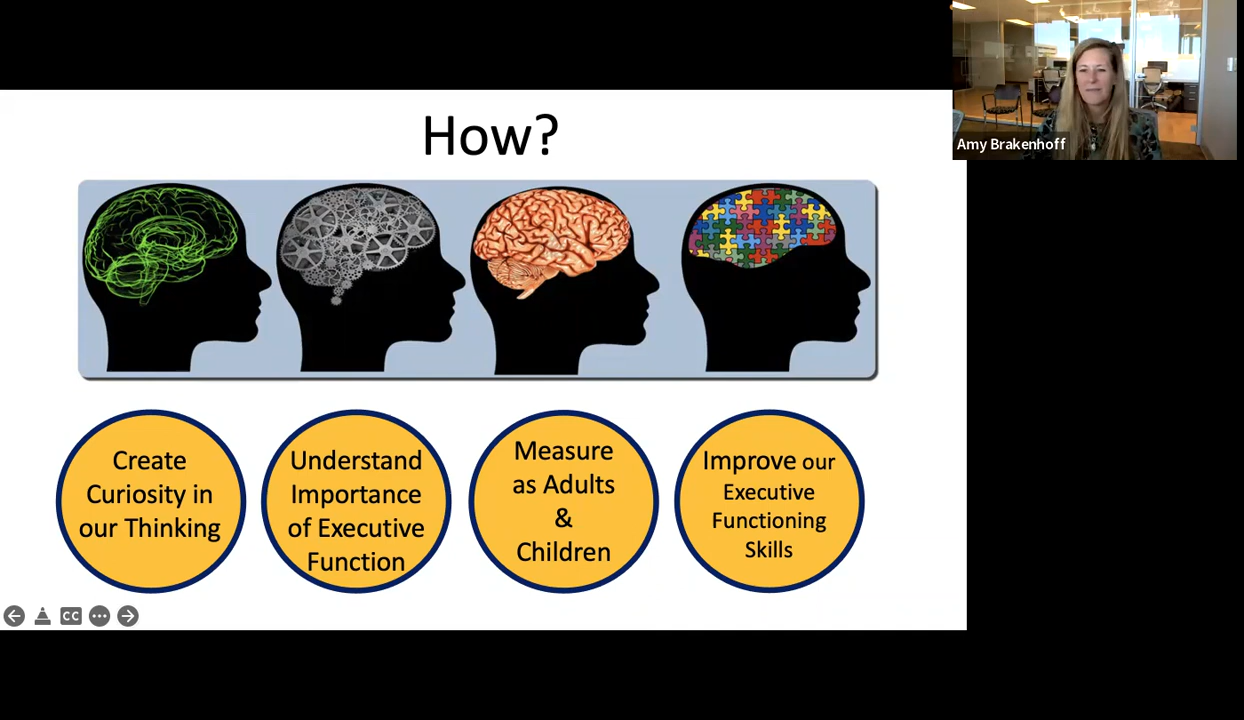 How?
Amy Brakenhoff
Create
Curiosity in
our Thinking
Understand
Importance
of Executive
Function
Measure
as Adults
&
Children
Improve our
Executive
Functioning
Skills
CC